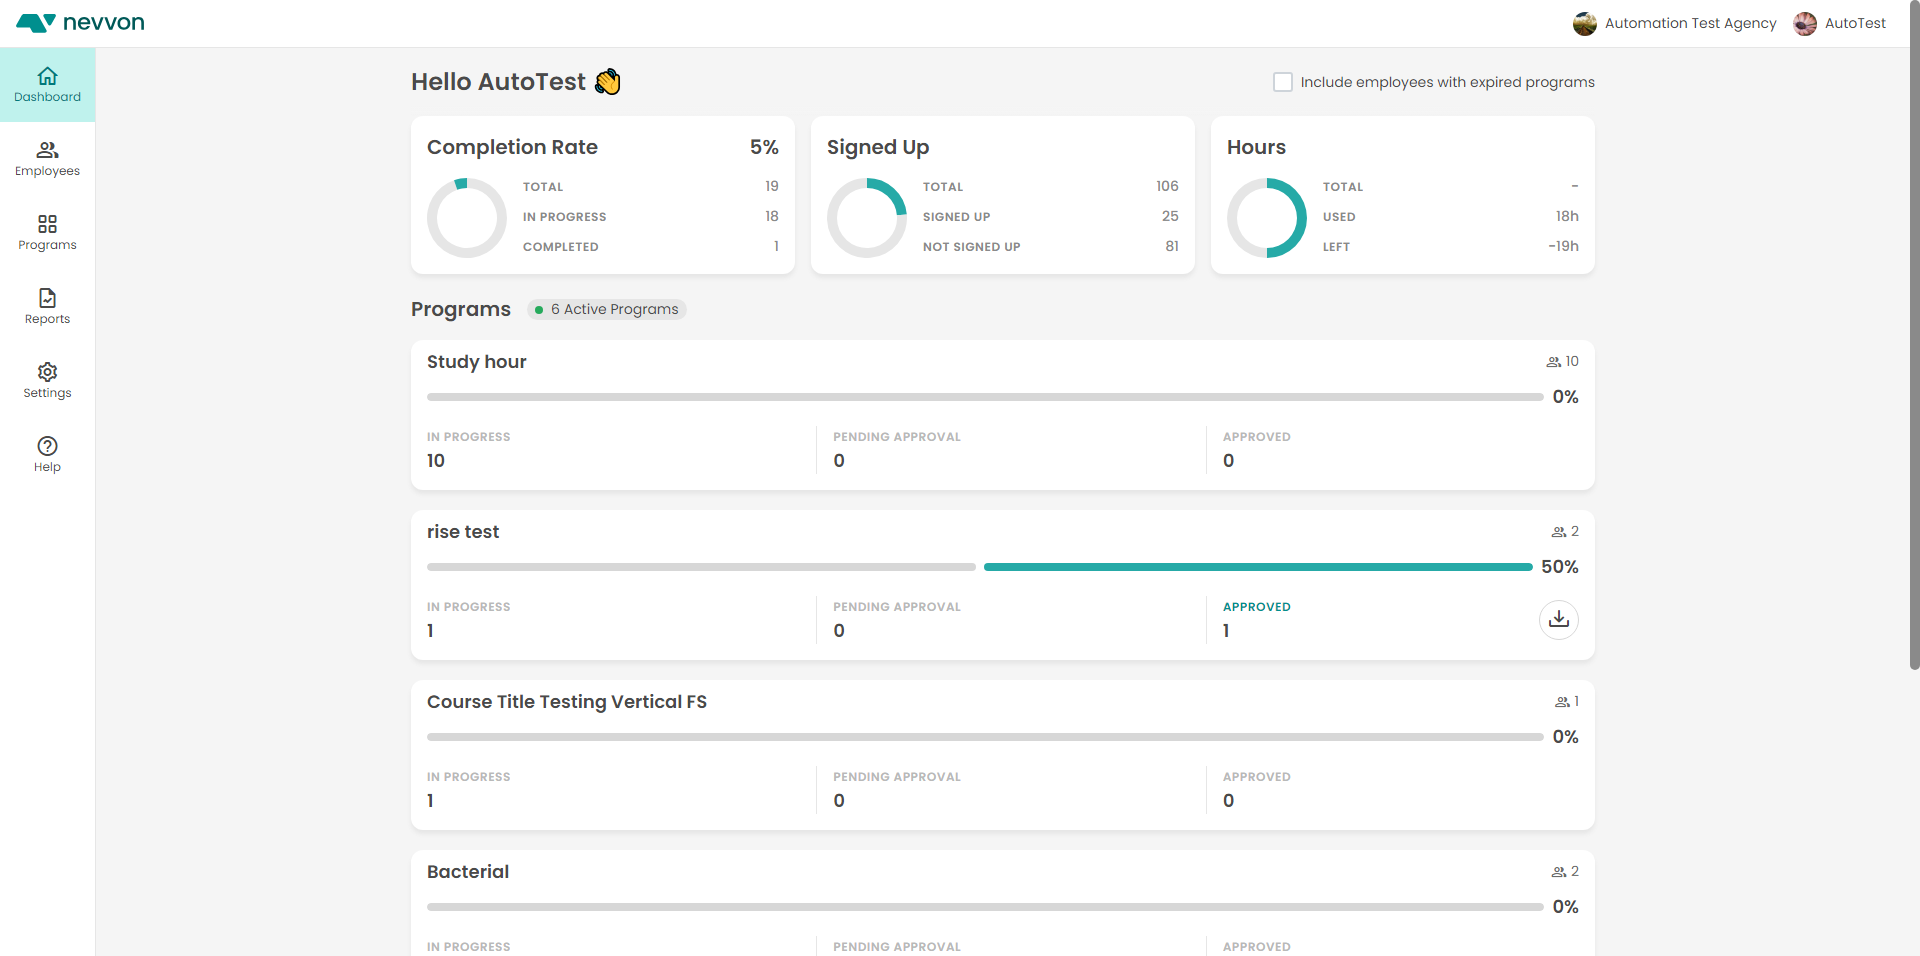 nevvon
Automation Test Agency
AutoTest
Dashboard
Employees
Programs
Reports
Settings
Help
Hello AutoTest 👋
Include employees with expired programs
Completion Rate 5%
TOTAL 19
IN PROGRESS 18
COMPLETED 1
Signed Up
TOTAL 106
SIGNED UP 25
NOT SIGNED UP 81
Hours
TOTAL -
USED 18h
LEFT -19h
Programs
6 Active Programs
Study hour 10
0%
IN PROGRESS PENDING APPROVAL APPROVED
10 0 0
rise test 2
50%
IN PROGRESS PENDING APPROVAL APPROVED
1 0 1
Course Title Testing Vertical FS 1
0%
IN PROGRESS PENDING APPROVAL APPROVED
1 0 0
Bacterial 2
0%
IN PROGRESS PENDING APPROVAL APPROVED